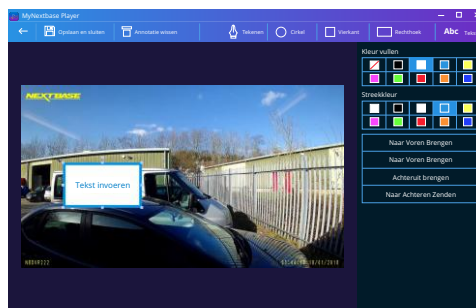 MyNextbase Player
Opslaan en sluiten
Annotatie wissen
Tekenen
Cirkel
Vierkant
Rechthoek
Abc
Kleur vullen
NEXTBASE
Streekkleur
Tekst invoeren
Naar Voren Brengen
Naar Voren Brengen
Achteruit brengen
Naar Achteren Zenden